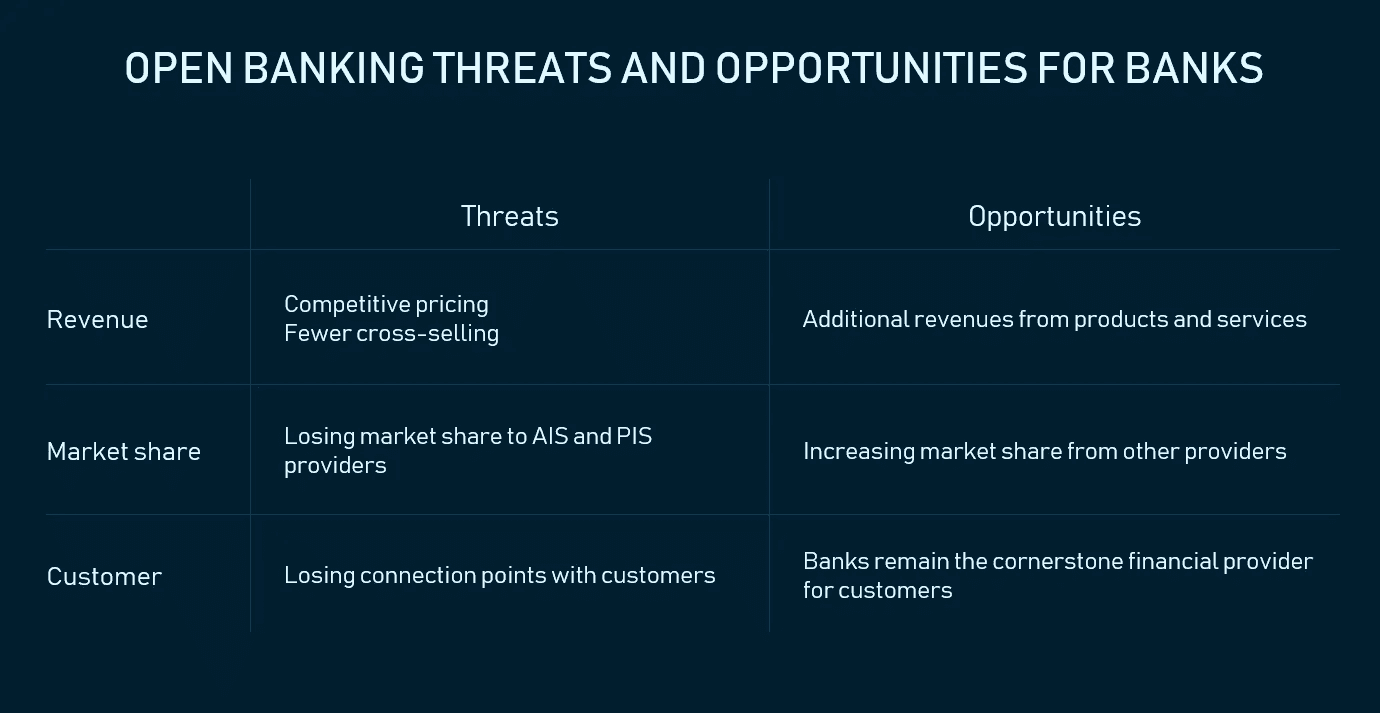 OPEN BANKING THREATS AND OPPORTUNITIES FOR BANKS
Threats
Opportunities
Revenue
Competitive pricing
Fewer cross-selling
Additional revenues from products and services
Market share
Losing market share to AIS and PIS
providers
Increasing market share from other providers
Customer
Losing connection points with customers
Banks remain the cornerstone financial provider
for customers